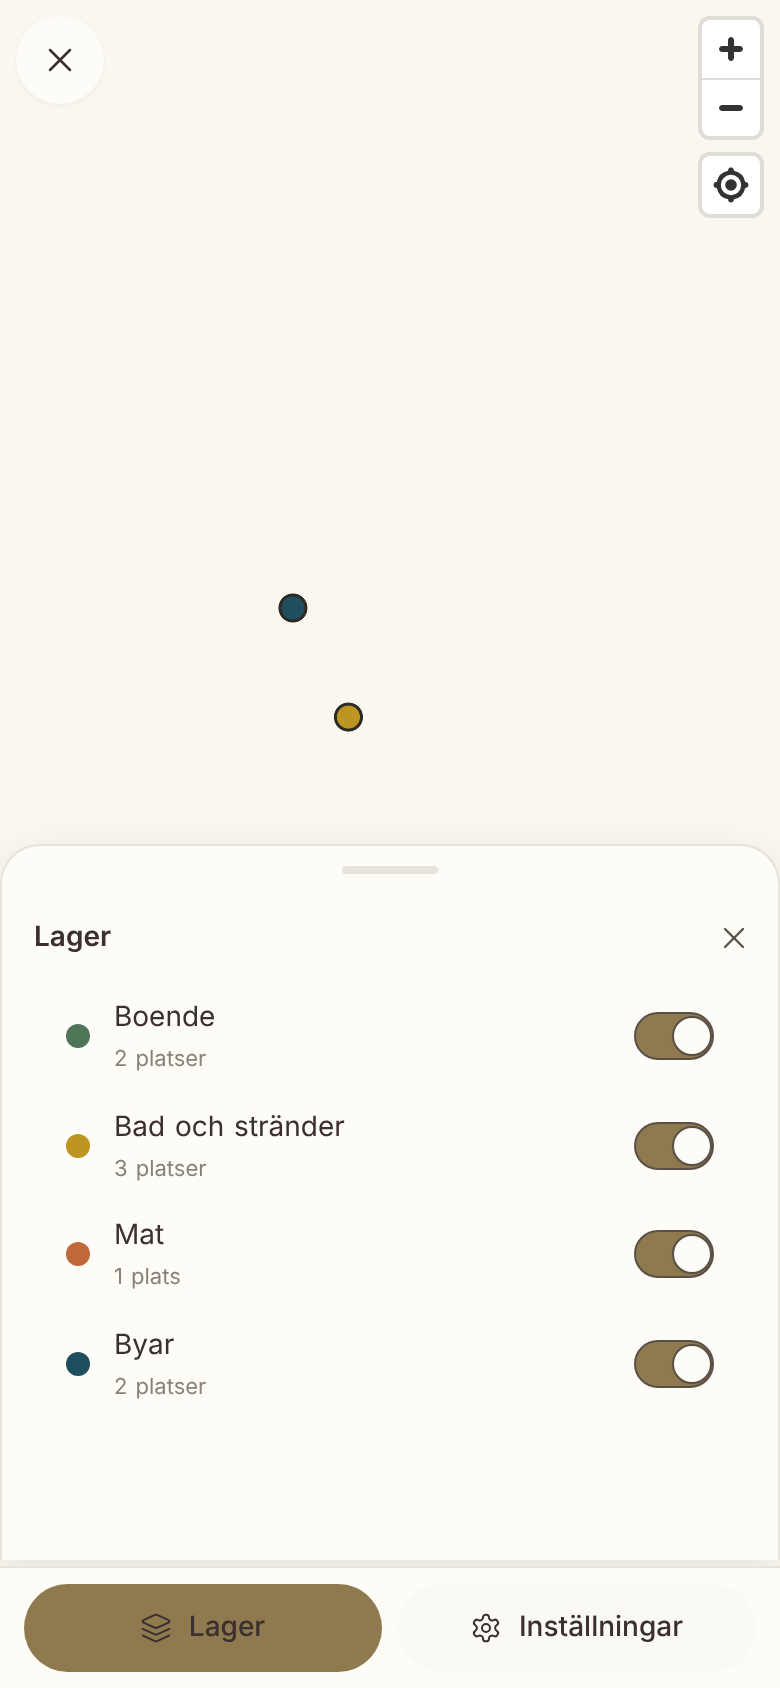 Lager
Boende
2 platser
Bad och stränder
3 platser
Mat
1 plats
Byar
2 platser
Lager
Inställningar